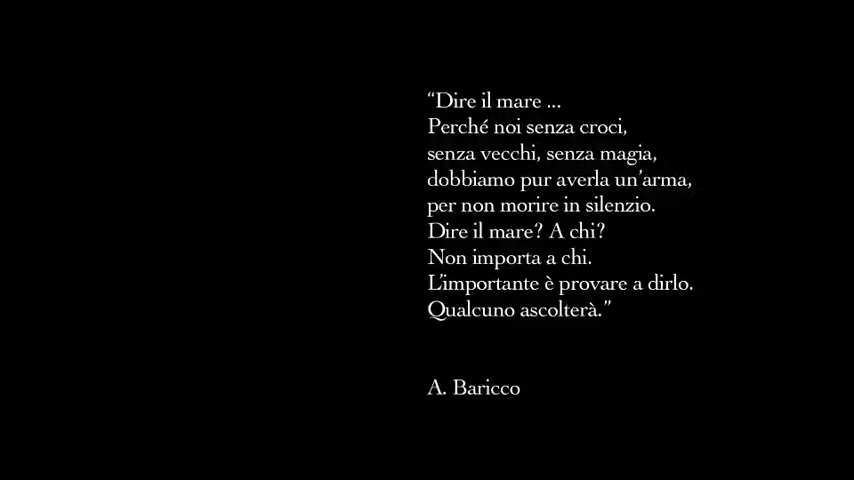 “Dire il mare ...
Perché noi senza croci,
senza vecchi, senza magia,
dobbiamo pur averla un’arma,
per non morire in silenzio.
Dire il mare? A chi?
Non importa a chi.
L’importante è provare a dirlo.
Qualcuno ascolterà.”
A. Baricco